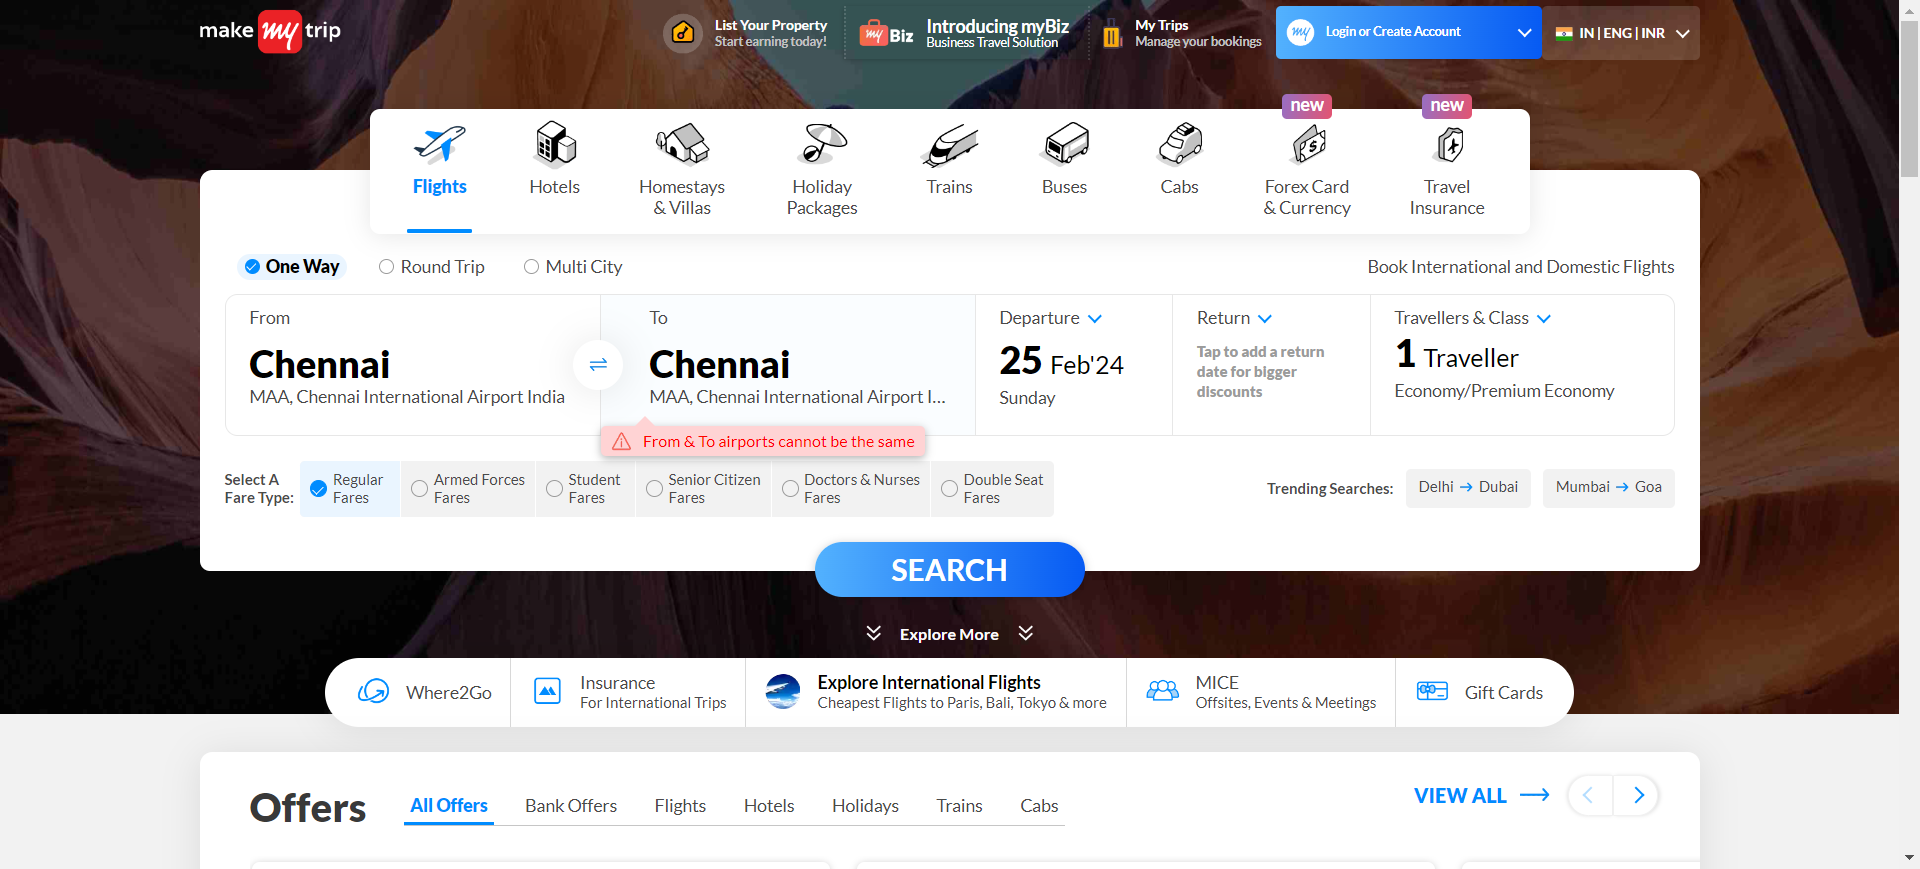 make my trip
List Your Property
Start earning today!
my Biz
Introducing myBiz
Business Travel Solution
My Trips
Manage your bookings
my
Login or Create Account
IN | ENG | INR
new
new
Flights
Hotels
Homestays
& Villas
Holiday
Packages
Trains
Buses
Cabs
Forex Card
& Currency
Travel
Insurance
One Way
Round Trip
Multi City
Book International and Domestic Flights
From
Chennai
MAA, Chennai International Airport India
To
Chennai
MAA, Chennai International Airport I...
Departure
25 Feb'24
Sunday
Return
Tap to add a return
date for bigger
discounts
Travellers & Class
1 Traveller
Economy/Premium Economy
From & To airports cannot be the same
Select A
Fare Type:
Regular
Fares
Armed Forces
Fares
Student
Fares
Senior Citizen
Fares
Doctors & Nurses
Fares
Double Seat
Fares
Trending Searches:
Delhi → Dubai
Mumbai → Goa
SEARCH
Explore More
Where2Go
Insurance
For International Trips
Explore International Flights
Cheapest Flights to Paris, Bali, Tokyo & more
MICE
Offsites, Events & Meetings
Gift Cards
Offers
All Offers
Bank Offers
Flights
Hotels
Holidays
Trains
Cabs
VIEW ALL